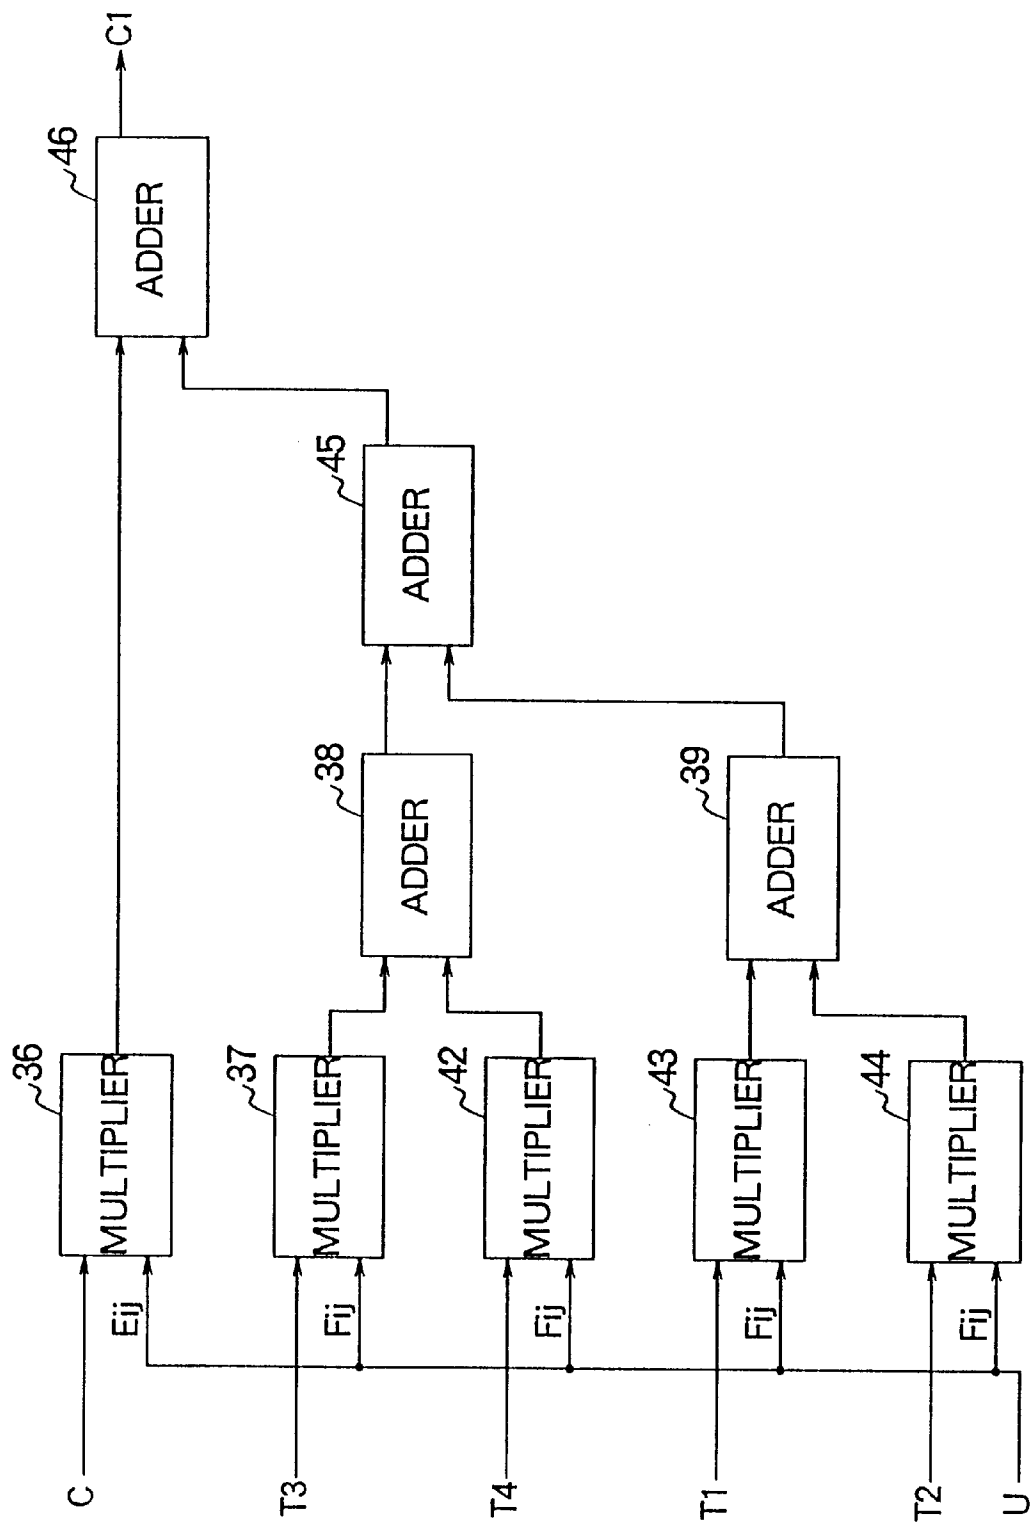 C
T3
T4
T1
T2
U
Eij
Fij
Fij
Fij
Fij
36
MULTIPLIER
37
MULTIPLIER
42
MULTIPLIER
43
MULTIPLIER
44
MULTIPLIER
38
ADDER
39
ADDER
45
ADDER
46
ADDER
C1